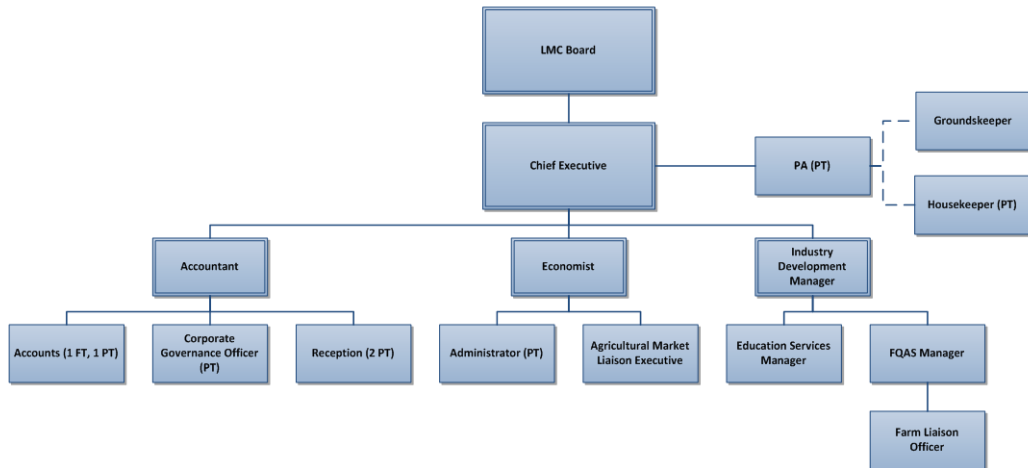 LMC Board
Chief Executive
PA (PT)
Groundskeeper
Housekeeper (PT)
Accountant
Economist
Industry
Development
Manager
Accounts (1 FT, 1 PT)
Corporate
Governance Officer
(PT)
Reception (2 PT)
Administrator (PT)
Agricultural Market
Liaison Executive
Education Services
Manager
FQAS Manager
Farm Liaison
Officer